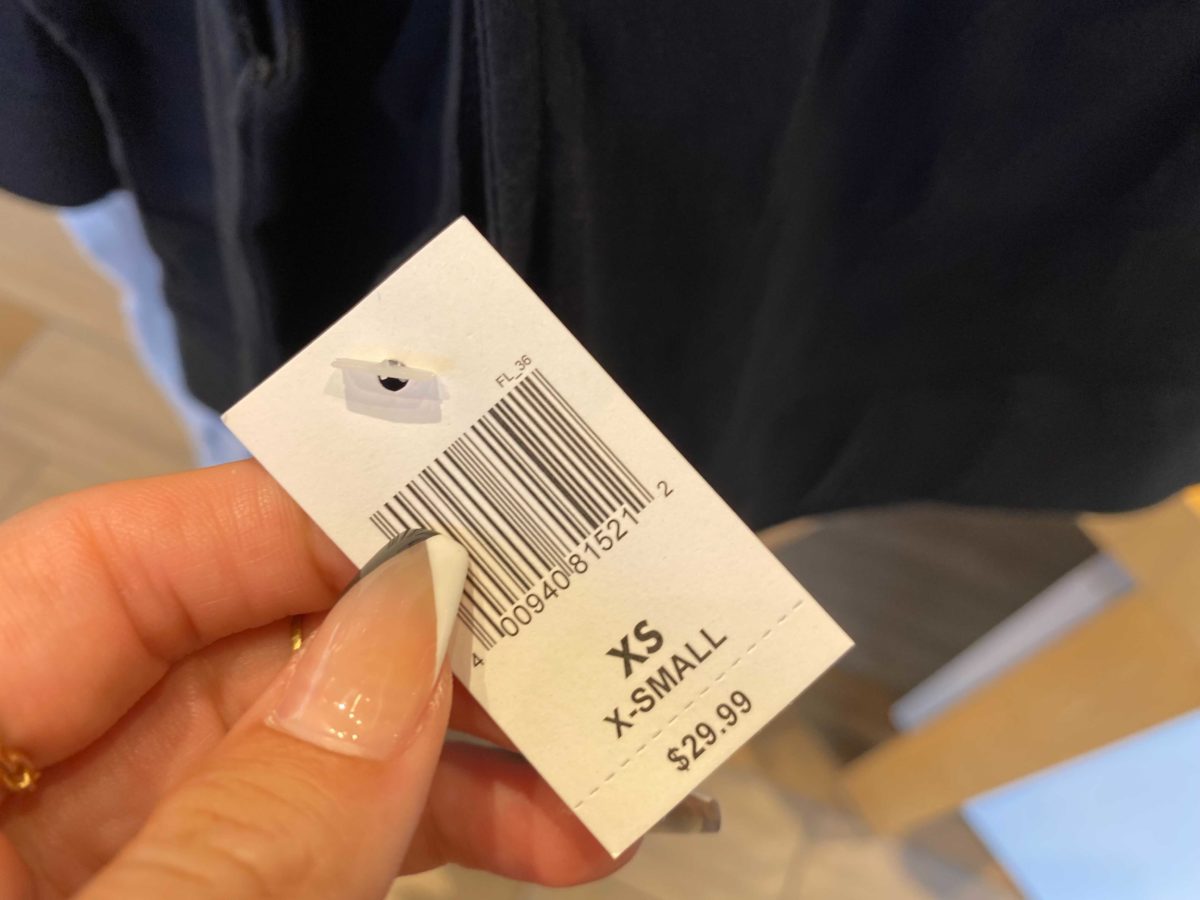 FL_36
4 00940 81521 2
XS
X-SMALL
$29.99